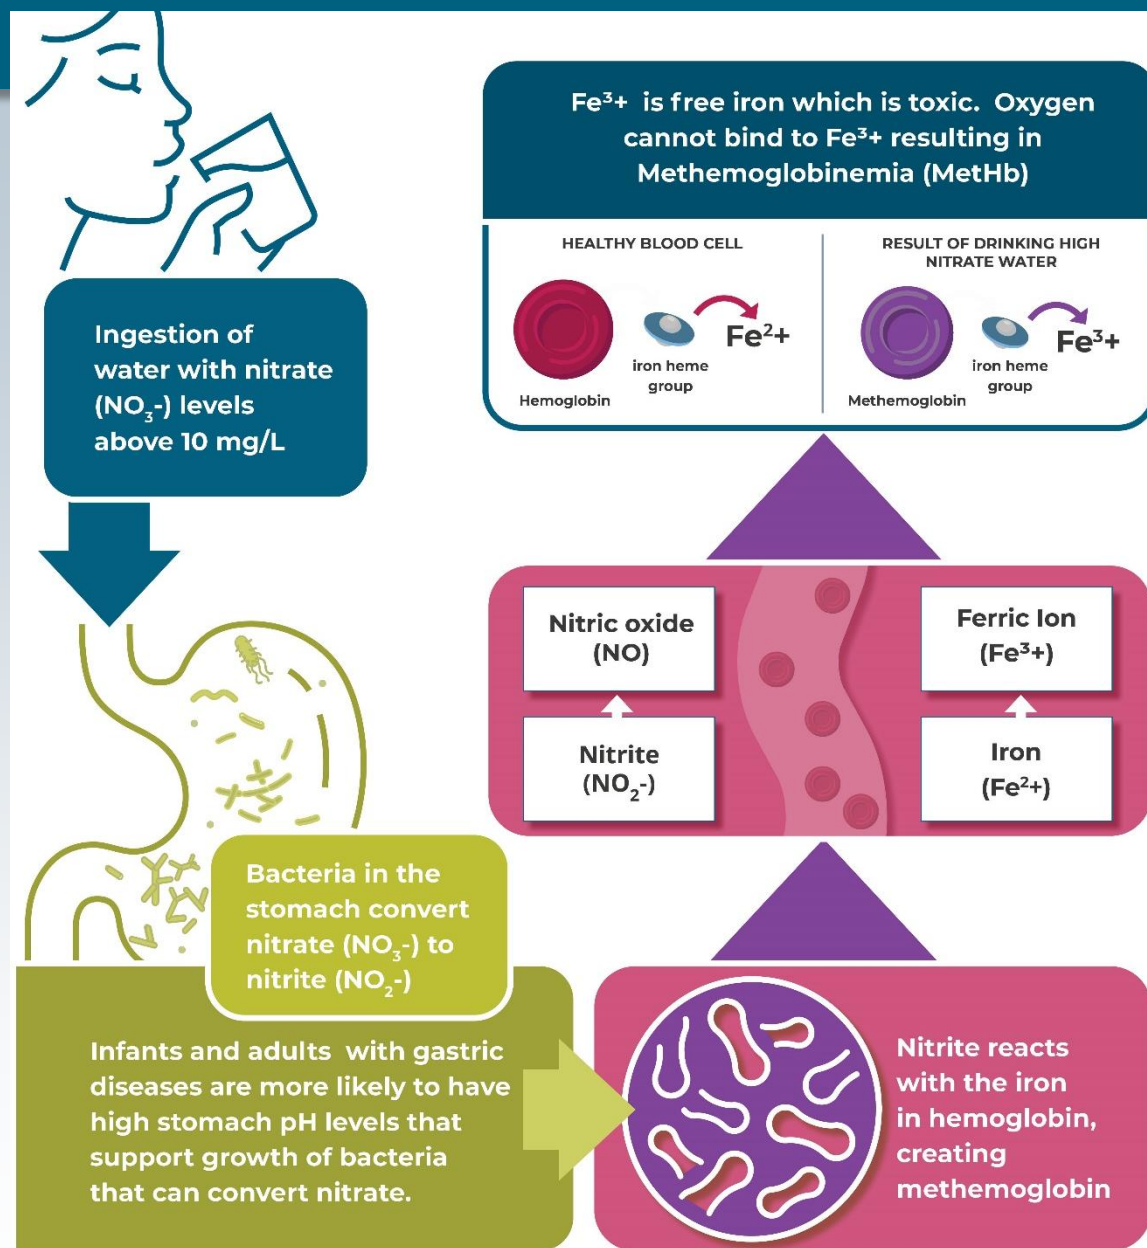 Ingestion of
water with nitrate
(NO₃-) levels
above 10 mg/L
Bacteria in the
stomach convert
nitrate (NO₃-) to
nitrite (NO₂-)
Infants and adults with gastric
diseases are more likely to have
high stomach pH levels that
support growth of bacteria
that can convert nitrate.
Nitrite reacts
with the iron
in hemoglobin,
creating
methemoglobin
Nitric oxide
(NO)
Nitrite
(NO₂-)
Ferric Ion
(Fe³+)
Iron
(Fe²+)
Fe³+ is free iron which is toxic. Oxygen
cannot bind to Fe³+ resulting in
Methemoglobinemia (MetHb)
HEALTHY BLOOD CELL
Fe²+
iron heme
group
Hemoglobin
RESULT OF DRINKING HIGH
NITRATE WATER
Fe³+
iron heme
group
Methemoglobin